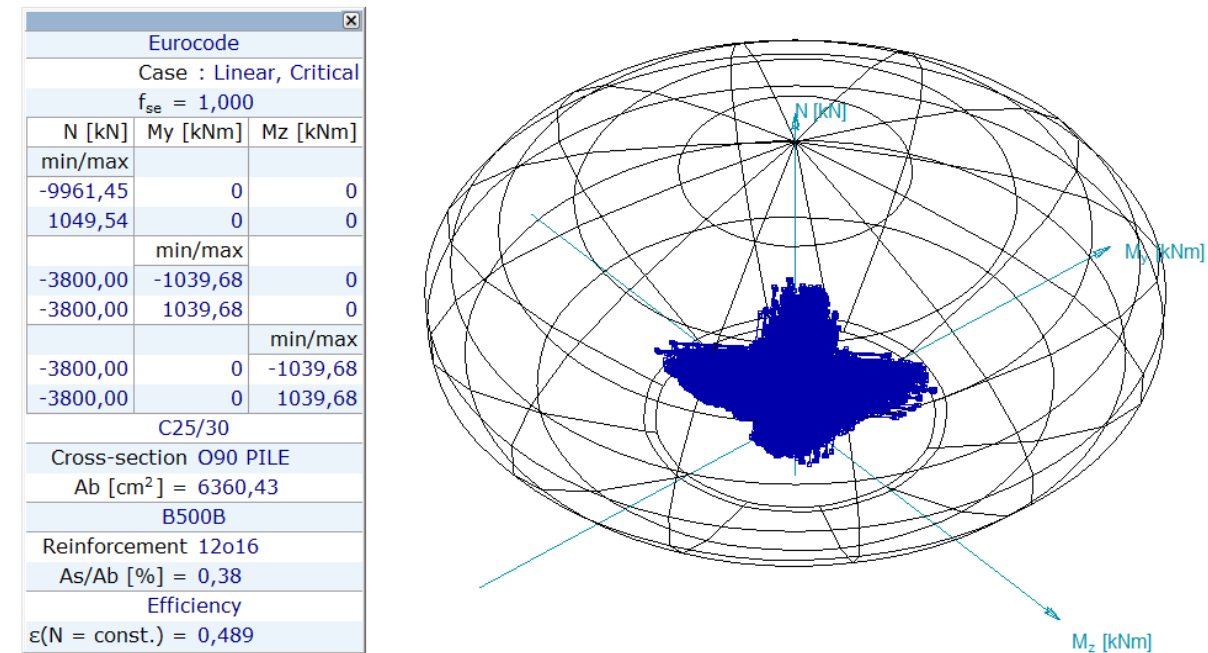 Eurocode
Case : Linear, Critical
fse = 1,000
N [kN] My [kNm] Mz [kNm]
min/max
-9961,45 0 0
1049,54 0 0
min/max
-3800,00 -1039,68 0
-3800,00 1039,68 0
min/max
-3800,00 0 -1039,68
-3800,00 0 1039,68
C25/30
Cross-section O90 PILE
Ab [cm²] = 6360,43
B500B
Reinforcement 12o16
As/Ab [%] = 0,38
Efficiency
ε(N = const.) = 0,489
N [kN]
My [kNm]
Mz [kNm]